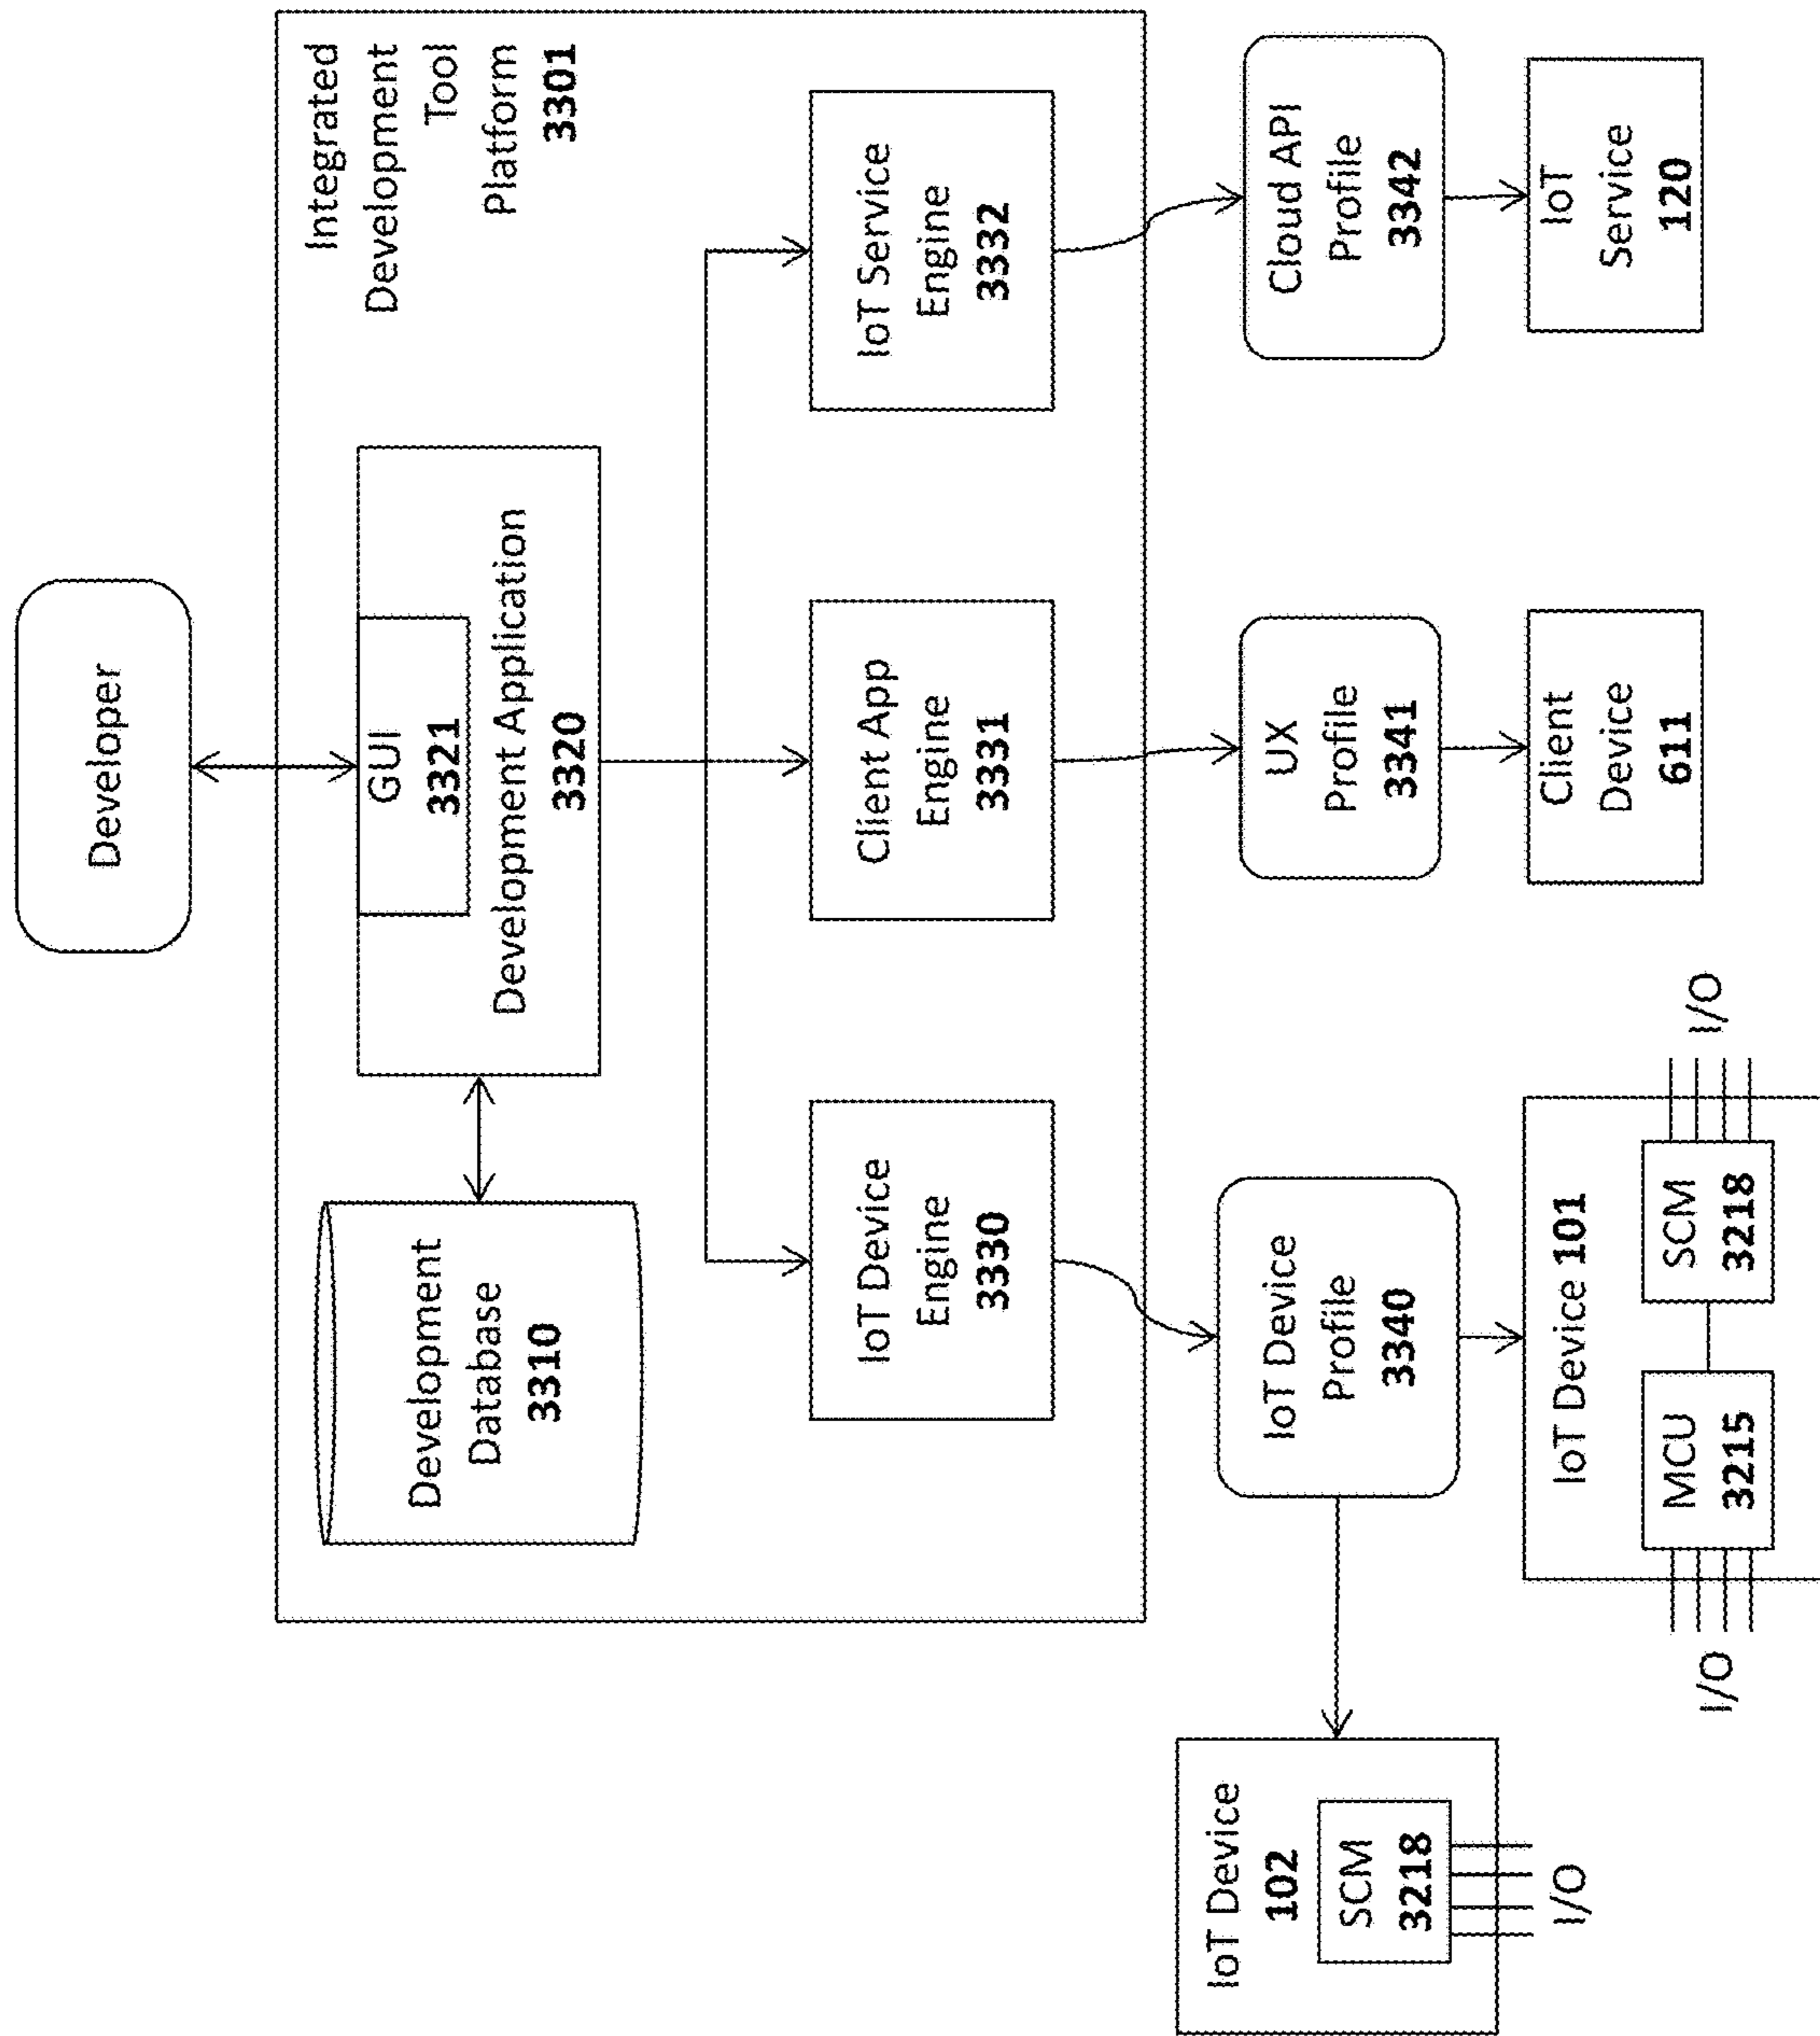 Developer
Integrated
Development
Tool
Platform
3301
GUI
3321
Development Application
3320
Development
Database
3310
IoT Device
Engine
3330
Client App
Engine
3331
IoT Service
Engine
3332
IoT Device
Profile
3340
UX
Profile
3341
Cloud API
Profile
3342
IoT Device
102
SCM
3218
I/O
IoT Device 101
MCU
3215
SCM
3218
I/O
I/O
Client
Device
611
IoT
Service
120